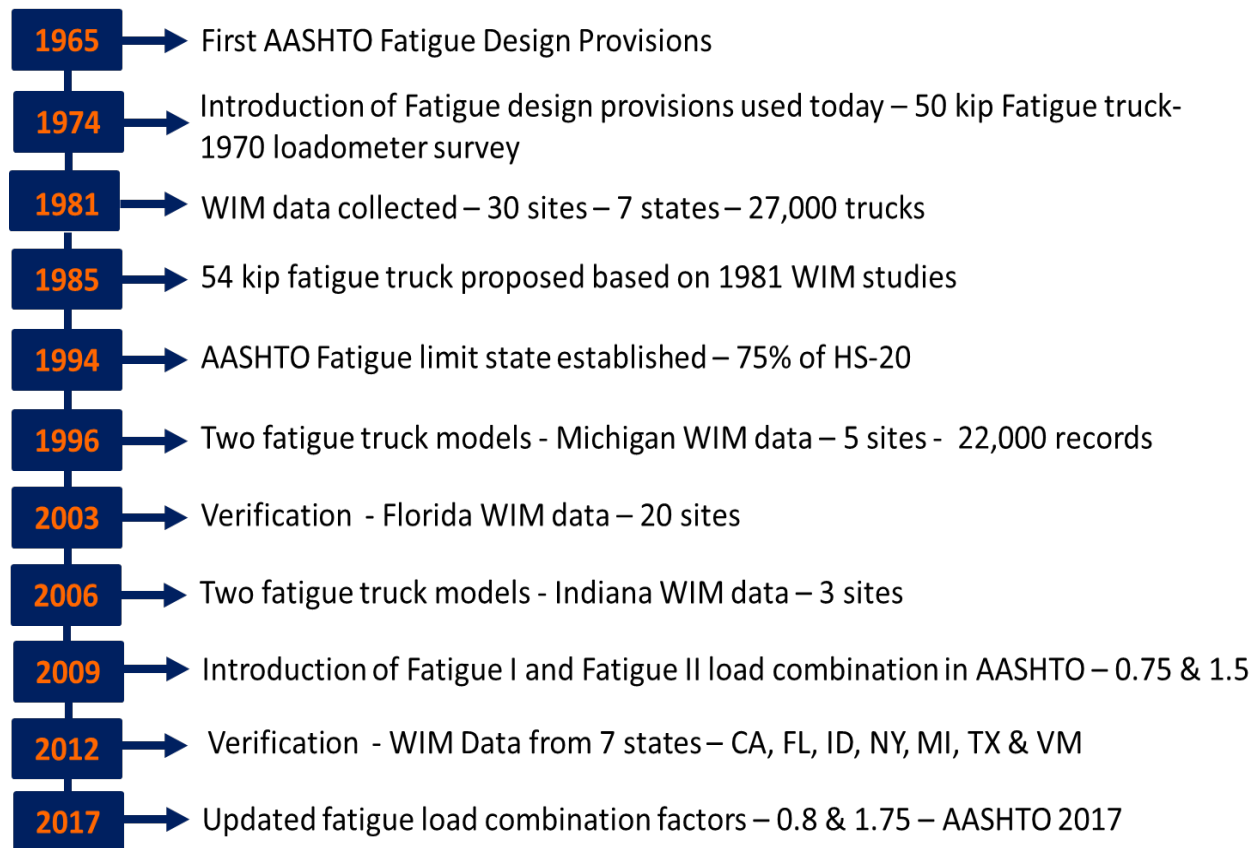 1965 First AASHTO Fatigue Design Provisions
1974 Introduction of Fatigue design provisions used today – 50 kip Fatigue truck-
1970 loadometer survey
1981 WIM data collected – 30 sites – 7 states – 27,000 trucks
1985 54 kip fatigue truck proposed based on 1981 WIM studies
1994 AASHTO Fatigue limit state established – 75% of HS-20
1996 Two fatigue truck models - Michigan WIM data – 5 sites - 22,000 records
2003 Verification - Florida WIM data – 20 sites
2006 Two fatigue truck models - Indiana WIM data – 3 sites
2009 Introduction of Fatigue I and Fatigue II load combination in AASHTO – 0.75 & 1.5
2012 Verification - WIM Data from 7 states – CA, FL, ID, NY, MI, TX & VM
2017 Updated fatigue load combination factors – 0.8 & 1.75 – AASHTO 2017